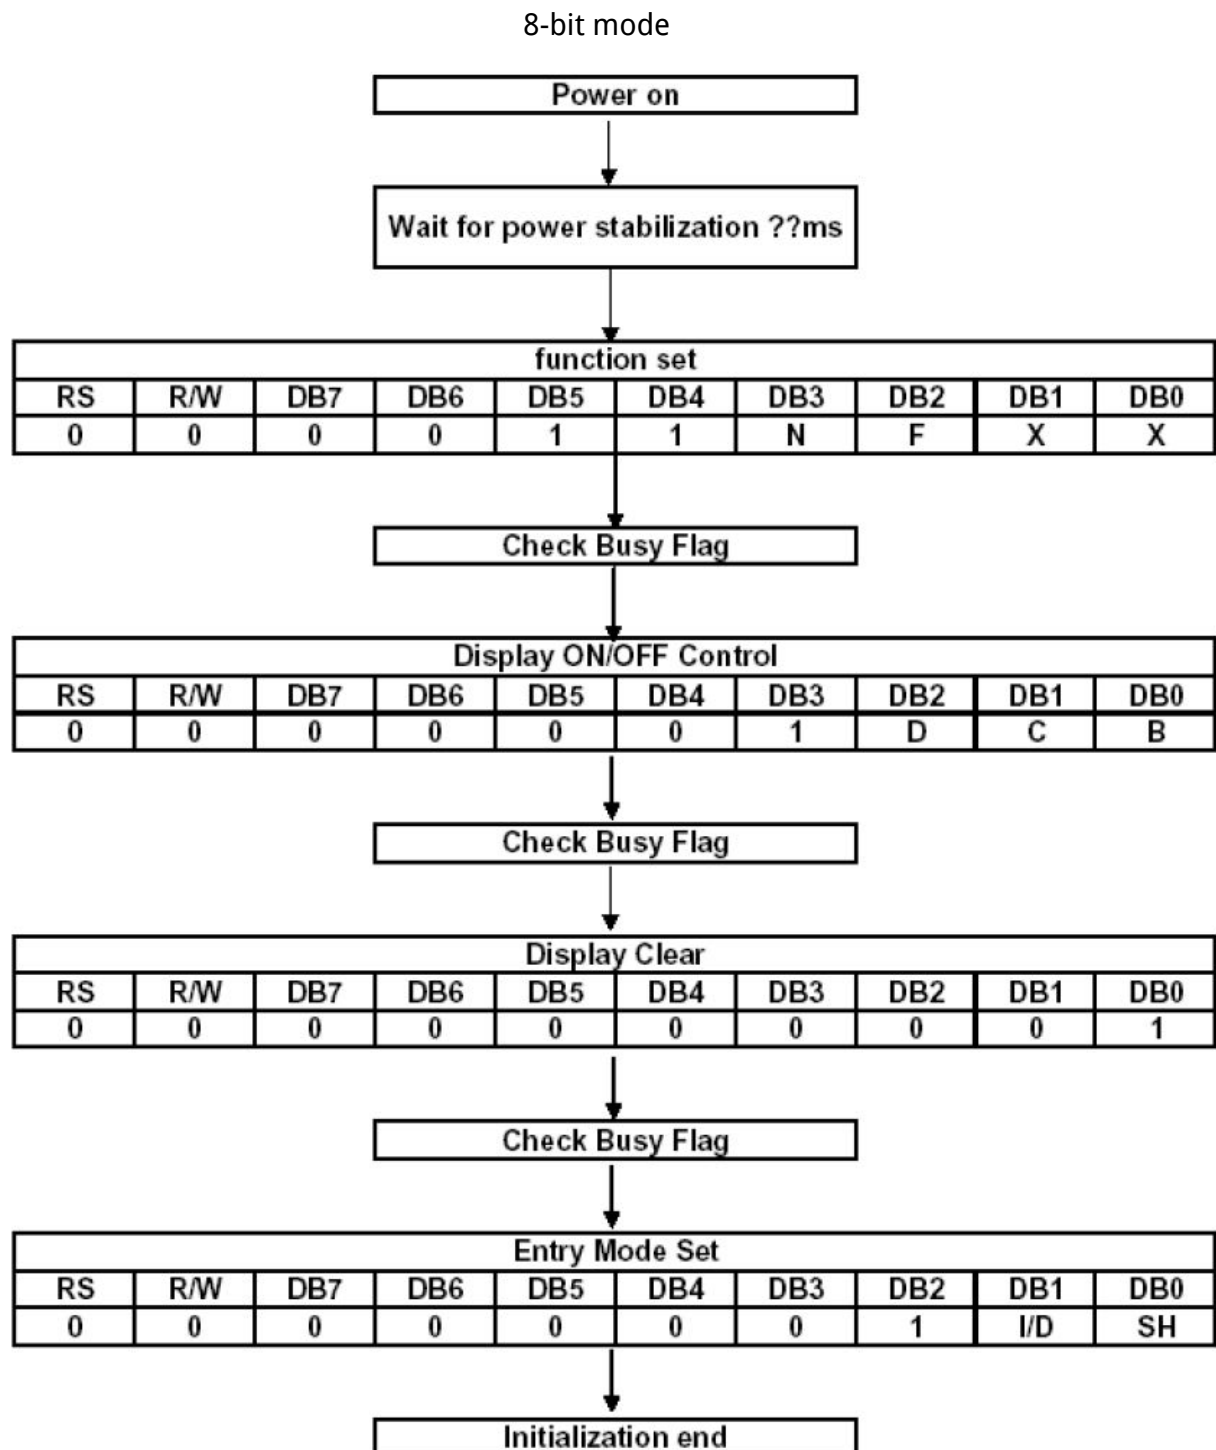 8-bit mode
Power on
Wait for power stabilization ??ms
function set
RS R/W DB7 DB6 DB5 DB4 DB3 DB2 DB1 DB0
0 0 0 0 1 1 N F X X
Check Busy Flag
Display ON/OFF Control
RS R/W DB7 DB6 DB5 DB4 DB3 DB2 DB1 DB0
0 0 0 0 0 0 1 D C B
Check Busy Flag
Display Clear
RS R/W DB7 DB6 DB5 DB4 DB3 DB2 DB1 DB0
0 0 0 0 0 0 0 0 0 1
Check Busy Flag
Entry Mode Set
RS R/W DB7 DB6 DB5 DB4 DB3 DB2 DB1 DB0
0 0 0 0 0 0 0 1 I/D SH
Initialization end